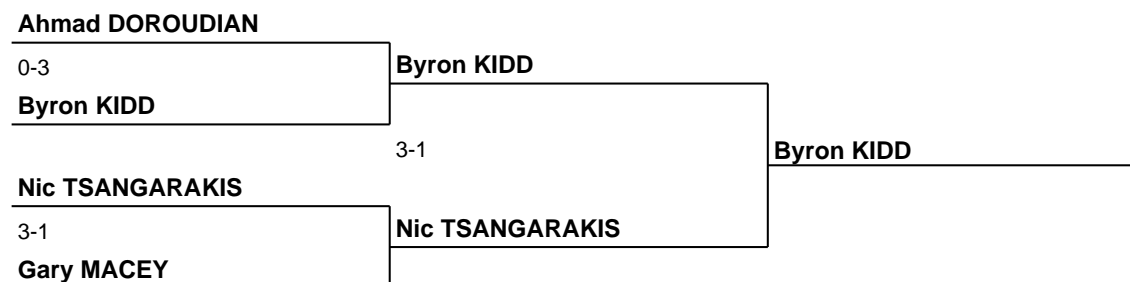 Ahmad DOROUDIAN
0-3
Byron KIDD
Byron KIDD
3-1
Byron KIDD
Nic TSANGARAKIS
3-1
Nic TSANGARAKIS
Gary MACEY